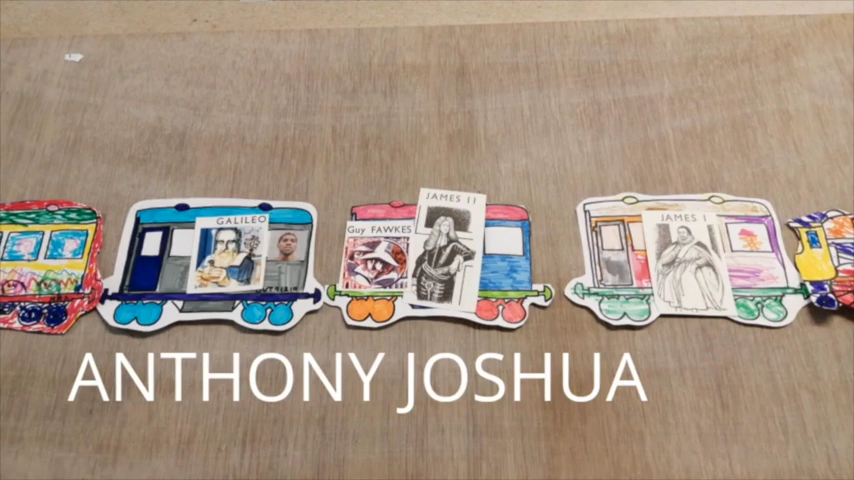 GALILEO
Guy FAWKES
JAMES II
JAMES I
ANTHONY JOSHUA